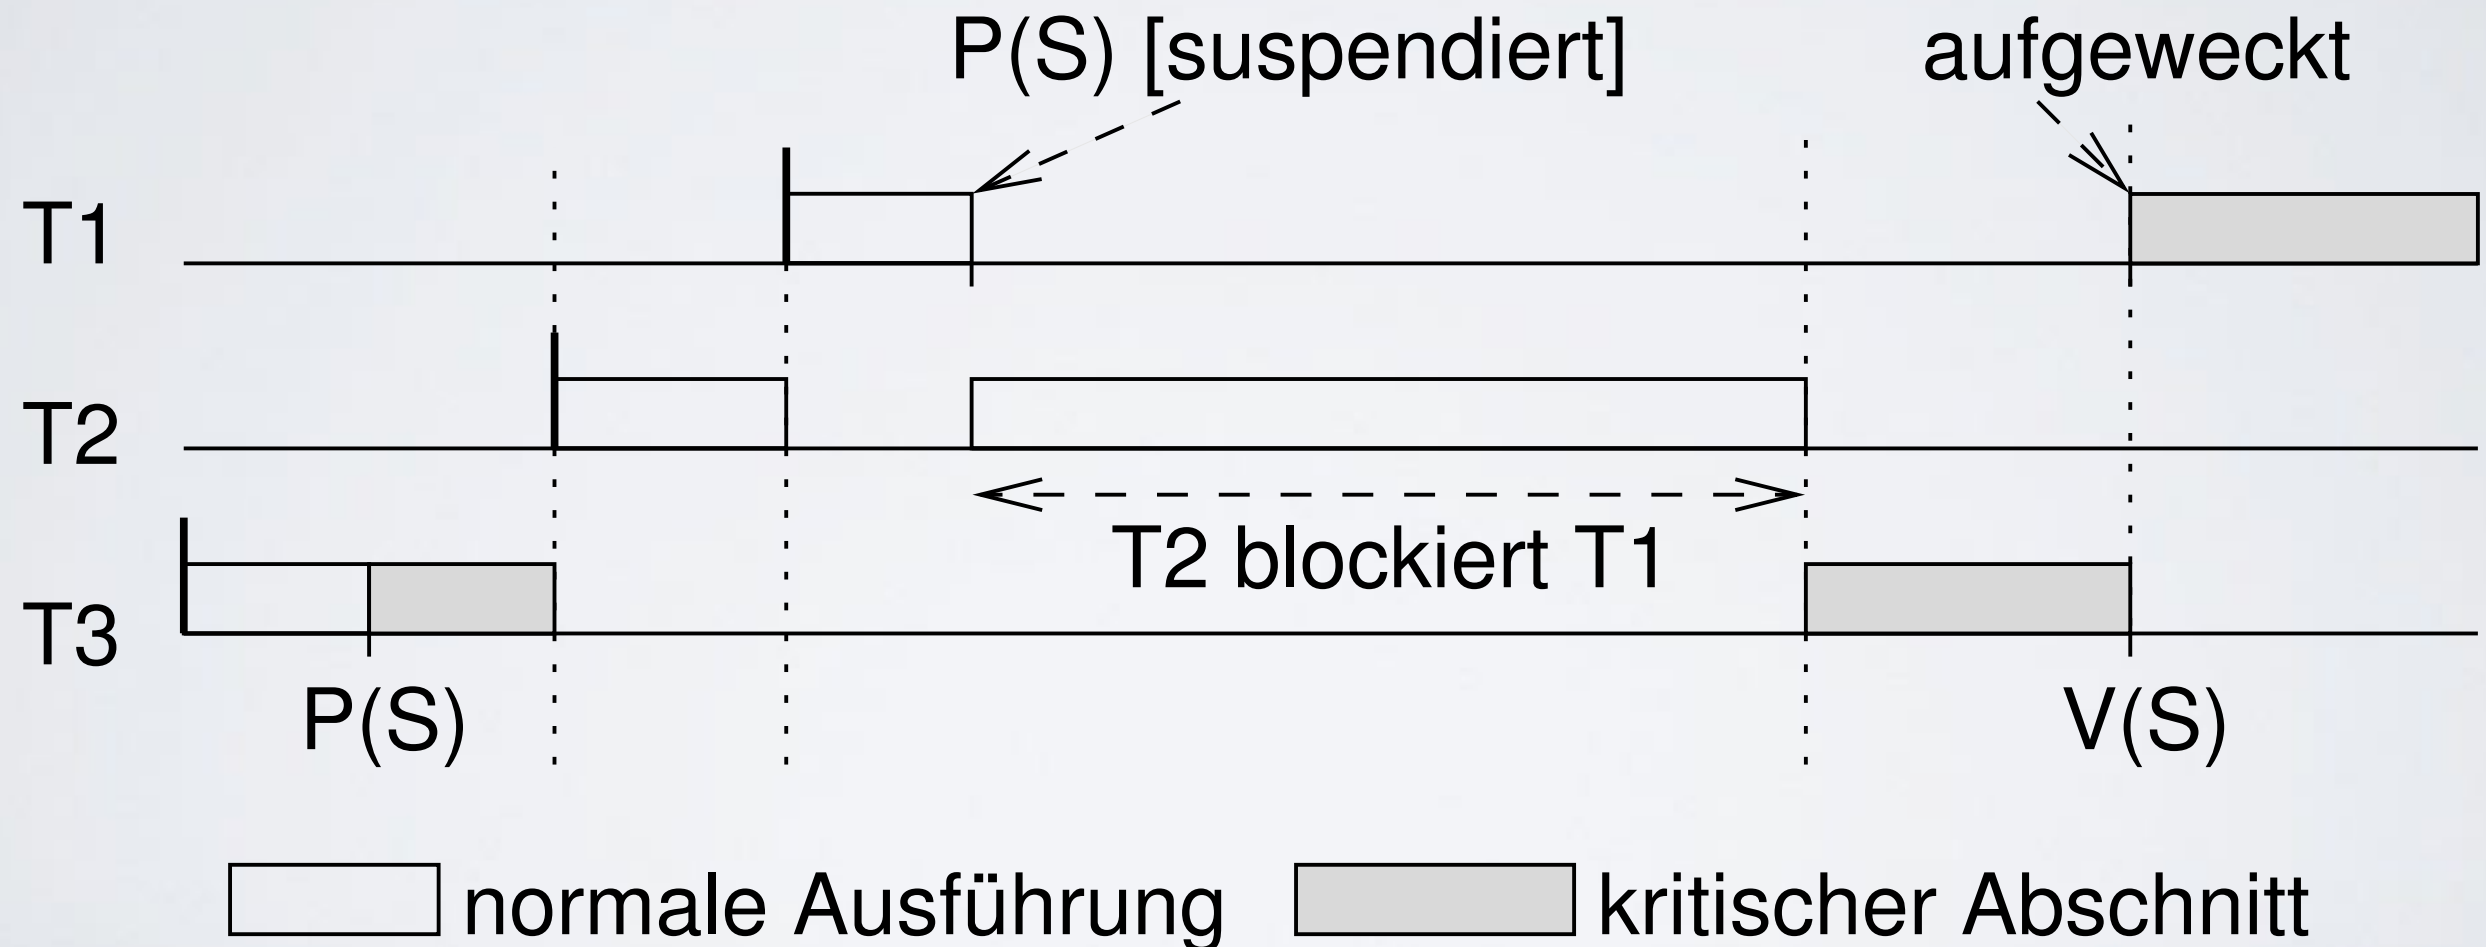 P(S) [suspendiert]
aufgeweckt
T1
T2
T2 blockiert T1
T3
P(S)
V(S)
normale Ausführung
kritischer Abschnitt